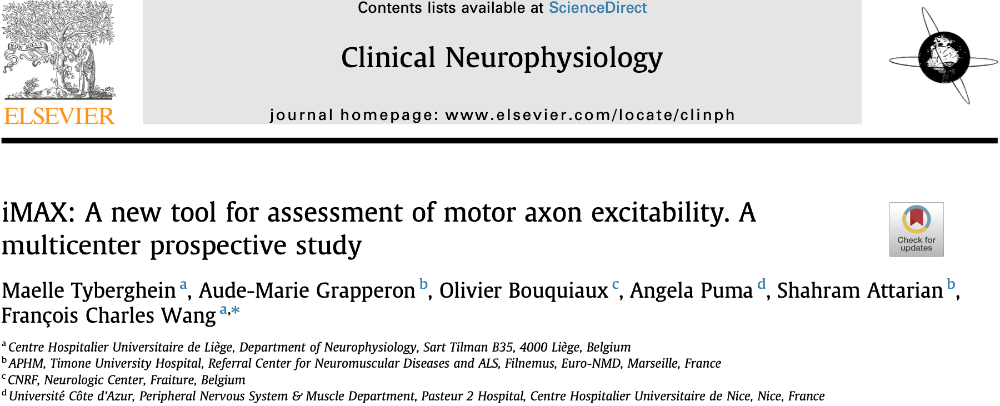 Contents lists available at ScienceDirect
NON SOLUS
Clinical Neurophysiology
ELSEVIER
journal homepage: www.elsevier.com/locate/clinph
iMAX: A new tool for assessment of motor axon excitability. A
multicenter prospective study
Check for
updates
Maelle Tyberghein a, Aude-Marie Grapperon b, Olivier Bouquiaux c, Angela Puma d, Shahram Attarian b,
François Charles Wang a,*
a Centre Hospitalier Universitaire de Liège, Department of Neurophysiology, Sart Tilman B35, 4000 Liège, Belgium
b APHM, Timone University Hospital, Referral Center for Neuromuscular Diseases and ALS, Filnemus, Euro-NMD, Marseille, France
c CNRF, Neurologic Center, Fraiture, Belgium
d Université Côte d'Azur, Peripheral Nervous System & Muscle Department, Pasteur 2 Hospital, Centre Hospitalier Universitaire de Nice, Nice, France